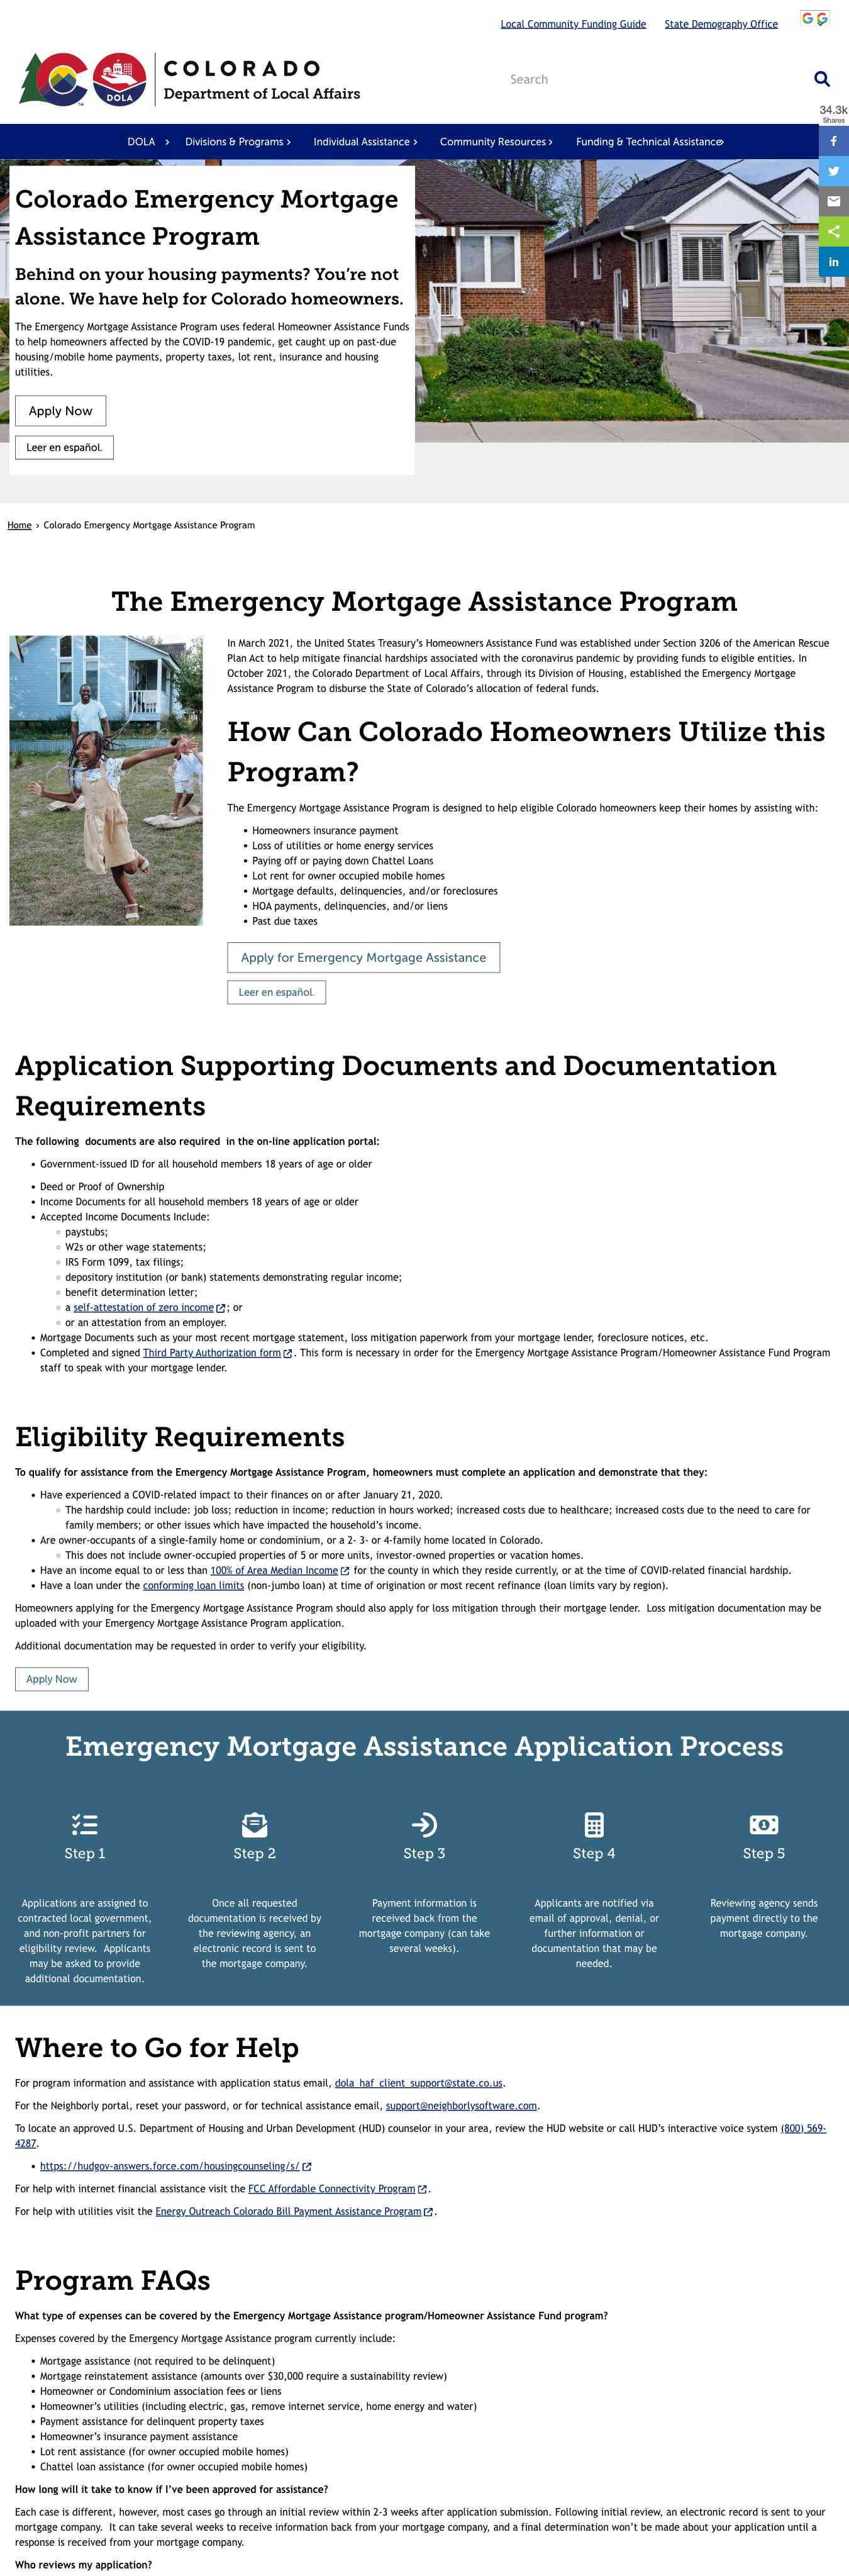 Local Community Funding Guide
State Demography Office
COLORADO
Department of Local Affairs
DOLA
Search
34.3k
Shares
DOLA
Divisions & Programs
Individual Assistance
Community Resources
Funding & Technical Assistance
Colorado Emergency Mortgage
Assistance Program
Behind on your housing payments? You’re not
alone. We have help for Colorado homeowners.
The Emergency Mortgage Assistance Program uses federal Homeowner Assistance Funds
to help homeowners affected by the COVID-19 pandemic, get caught up on past-due
housing/mobile home payments, property taxes, lot rent, insurance and housing
utilities.
Apply Now
Leer en español.
Home › Colorado Emergency Mortgage Assistance Program
The Emergency Mortgage Assistance Program
In March 2021, the United States Treasury’s Homeowners Assistance Fund was established under Section 3206 of the American Rescue
Plan Act to help mitigate financial hardships associated with the coronavirus pandemic by providing funds to eligible entities. In
October 2021, the Colorado Department of Local Affairs, through its Division of Housing, established the Emergency Mortgage
Assistance Program to disburse the State of Colorado’s allocation of federal funds.
How Can Colorado Homeowners Utilize this
Program?
The Emergency Mortgage Assistance Program is designed to help eligible Colorado homeowners keep their homes by assisting with:
• Homeowners insurance payment
• Loss of utilities or home energy services
• Paying off or paying down Chattel Loans
• Lot rent for owner occupied mobile homes
• Mortgage defaults, delinquencies, and/or foreclosures
• HOA payments, delinquencies, and/or liens
• Past due taxes
Apply for Emergency Mortgage Assistance
Leer en español.
Application Supporting Documents and Documentation
Requirements
The following  documents are also required  in the on-line application portal:
• Government-issued ID for all household members 18 years of age or older
• Deed or Proof of Ownership
• Income Documents for all household members 18 years of age or older
• Accepted Income Documents Include:
◦ paystubs;
◦ W2s or other wage statements;
◦ IRS Form 1099, tax filings;
◦ depository institution (or bank) statements demonstrating regular income;
◦ benefit determination letter;
◦ a self-attestation of zero income ; or
◦ or an attestation from an employer.
• Mortgage Documents such as your most recent mortgage statement, loss mitigation paperwork from your mortgage lender, foreclosure notices, etc.
• Completed and signed Third Party Authorization form . This form is necessary in order for the Emergency Mortgage Assistance Program/Homeowner Assistance Fund Program
staff to speak with your mortgage lender.
Eligibility Requirements
To qualify for assistance from the Emergency Mortgage Assistance Program, homeowners must complete an application and demonstrate that they:
• Have experienced a COVID-related impact to their finances on or after January 21, 2020.
◦ The hardship could include: job loss; reduction in income; reduction in hours worked; increased costs due to healthcare; increased costs due to the need to care for
family members; or other issues which have impacted the household’s income.
• Are owner-occupants of a single-family home or condominium, or a 2- 3- or 4-family home located in Colorado.
◦ This does not include owner-occupied properties of 5 or more units, investor-owned properties or vacation homes.
• Have an income equal to or less than 100% of Area Median Income for the county in which they reside currently, or at the time of COVID-related financial hardship.
• Have a loan under the conforming loan limits (non-jumbo loan) at time of origination or most recent refinance (loan limits vary by region).
Homeowners applying for the Emergency Mortgage Assistance Program should also apply for loss mitigation through their mortgage lender.  Loss mitigation documentation may be
uploaded with your Emergency Mortgage Assistance Program application.
Additional documentation may be requested in order to verify your eligibility.
Apply Now
Emergency Mortgage Assistance Application Process
Step 1
Applications are assigned to
contracted local government,
and non-profit partners for
eligibility review.  Applicants
may be asked to provide
additional documentation.
Step 2
Once all requested
documentation is received by
the reviewing agency, an
electronic record is sent to
the mortgage company.
Step 3
Payment information is
received back from the
mortgage company (can take
several weeks).
Step 4
Applicants are notified via
email of approval, denial, or
further information or
documentation that may be
needed.
Step 5
Reviewing agency sends
payment directly to the
mortgage company.
Where to Go for Help
For program information and assistance with application status email, dola_haf_client_support@state.co.us.
For the Neighborly portal, reset your password, or for technical assistance email, support@neighborlysoftware.com.
To locate an approved U.S. Department of Housing and Urban Development (HUD) counselor in your area, review the HUD website or call HUD’s interactive voice system (800) 569-
4287.
• https://hudgov-answers.force.com/housingcounseling/s/
For help with internet financial assistance visit the FCC Affordable Connectivity Program .
For help with utilities visit the Energy Outreach Colorado Bill Payment Assistance Program .
Program FAQs
What type of expenses can be covered by the Emergency Mortgage Assistance program/Homeowner Assistance Fund program?
Expenses covered by the Emergency Mortgage Assistance program currently include:
• Mortgage assistance (not required to be delinquent)
• Mortgage reinstatement assistance (amounts over $30,000 require a sustainability review)
• Homeowner or Condominium association fees or liens
• Homeowner’s utilities (including electric, gas, remove internet service, home energy and water)
• Payment assistance for delinquent property taxes
• Homeowner’s insurance payment assistance
• Lot rent assistance (for owner occupied mobile homes)
• Chattel loan assistance (for owner occupied mobile homes)
How long will it take to know if I’ve been approved for assistance?
Each case is different, however, most cases go through an initial review within 2-3 weeks after application submission. Following initial review, an electronic record is sent to your
mortgage company.  It can take several weeks to receive information back from your mortgage company, and a final determination won’t be made about your application until a
response is received from your mortgage company.
Who reviews my application?